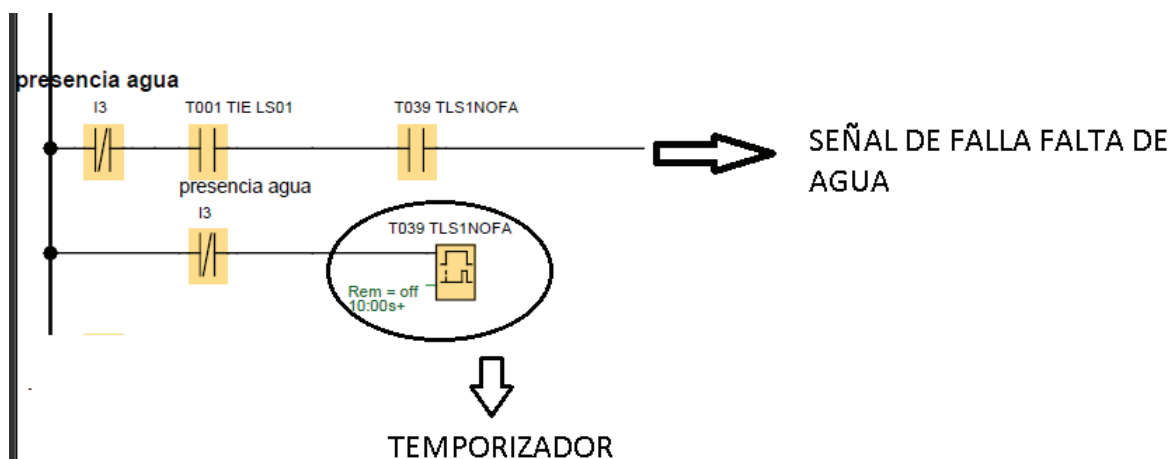 presencia agua
I3 T001 TIE LS01 T039 TLS1NOFA
SEÑAL DE FALLA FALTA DE
AGUA
presencia agua
I3 T039 TLS1NOFA
Rem = off
10:00s+
TEMPORIZADOR